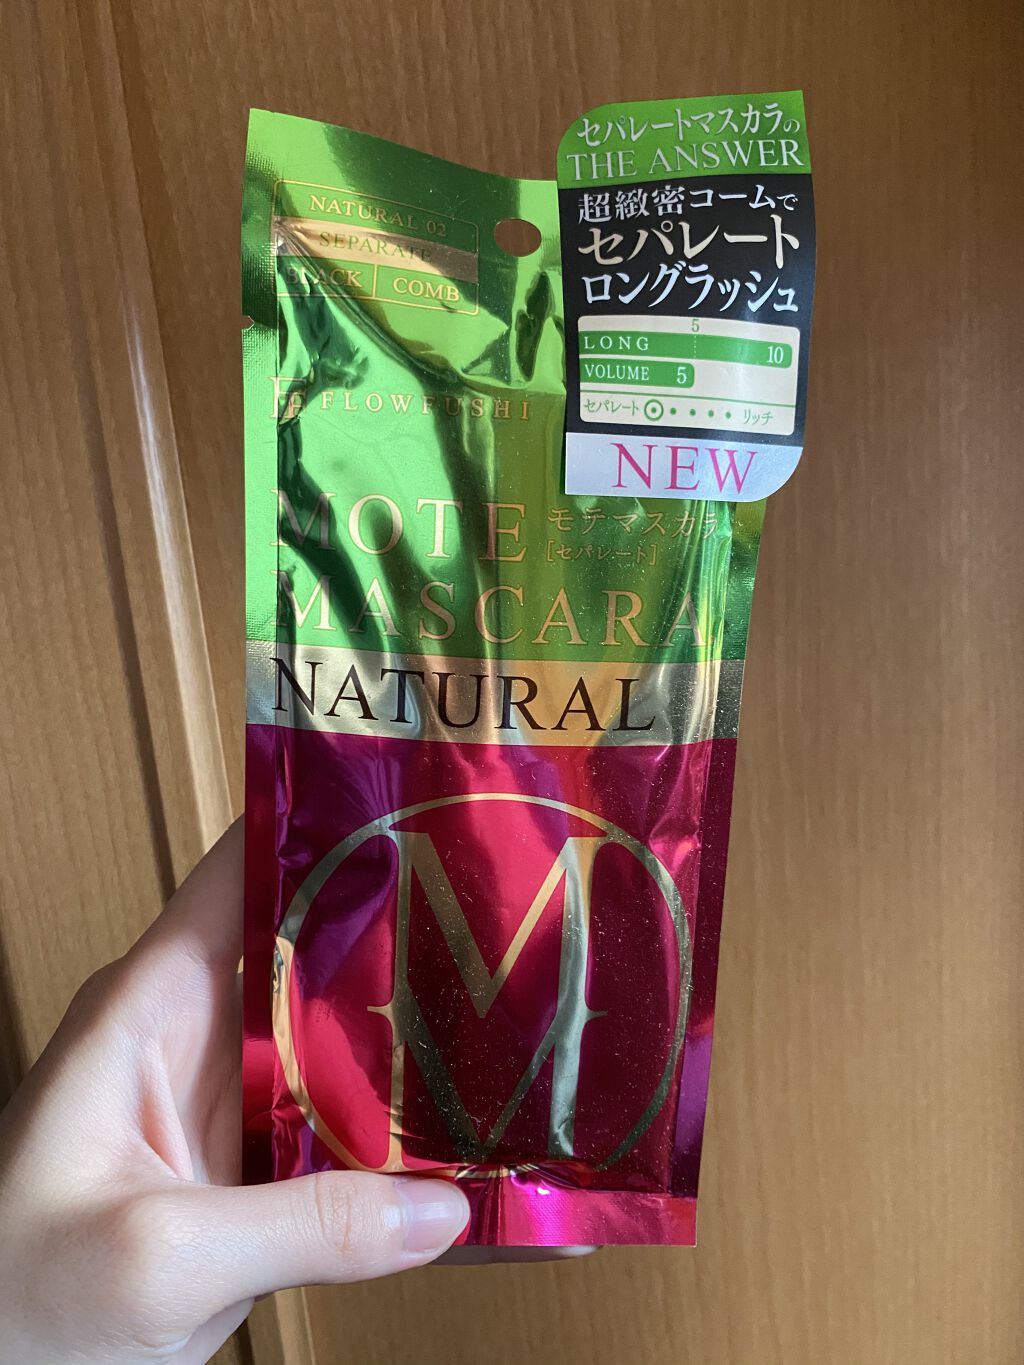 セパレートマスカラの
THE ANSWER
超緻密コームで
セパレート
ロングラッシュ
5
LONG 10
VOLUME 5
セパレート リッチ
NEW
NATURAL 02
SEPARATE
BLACK COMB
FLOWFUSHI
MOTE モテマスカラ
[セパレート]
MASCARA
NATURAL
M